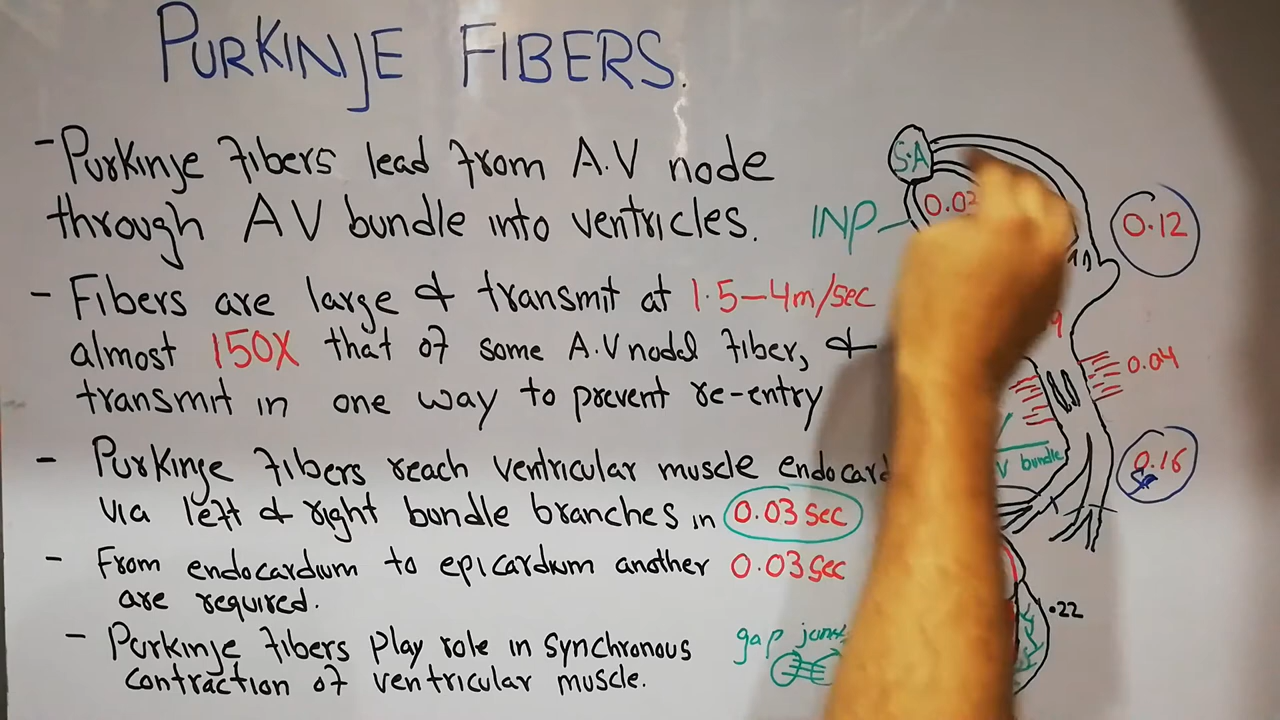 PURKINJE FIBERS.
- Purkinje fibers lead from A.V node
through AV bundle into ventricles.
- Fibers are large & transmit at 1.5-4m/sec
almost 150X that of some A.V nodal fiber, &
transmit in one way to prevent re-entry
- Purkinje fibers reach ventricular muscle
via left & right bundle branches in 0.03 sec
- From endocardium to epicardium another 0.03 sec
are required.
- Purkinje fibers play role in synchronous
contraction of ventricular muscle.
S.A
INP
0.12
0.04
bundle
0.16
.22
gap